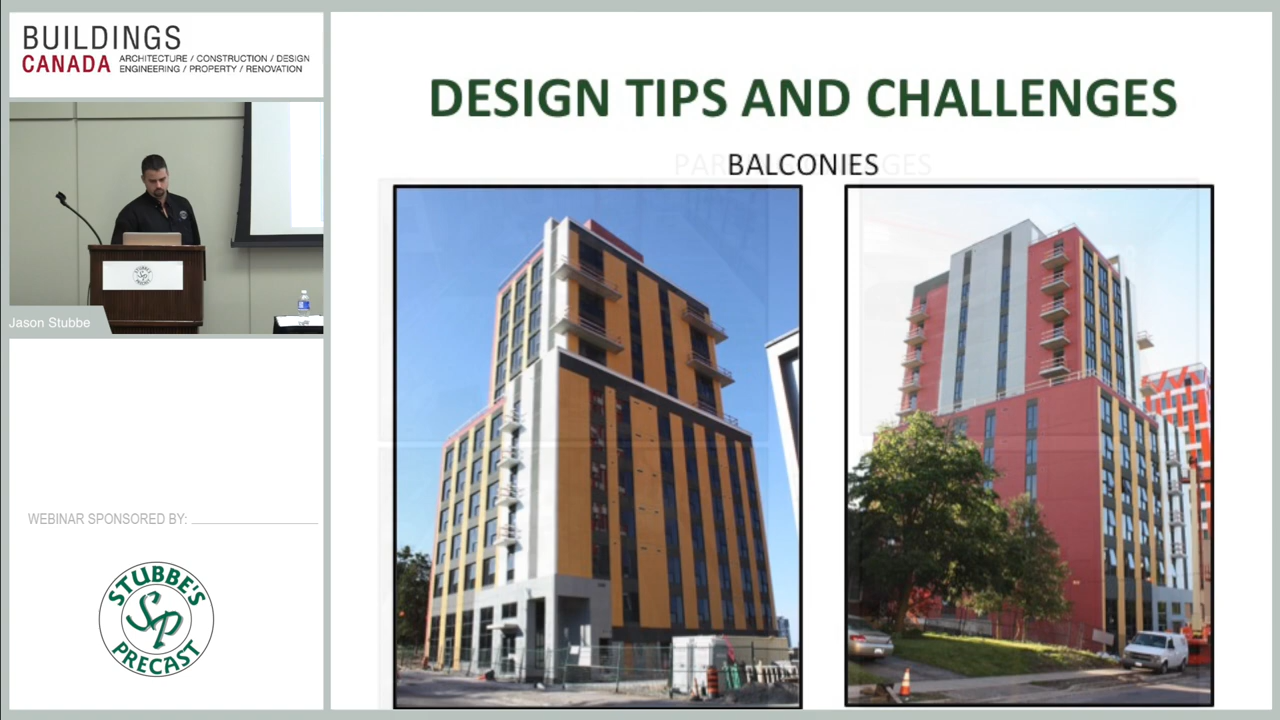 BUILDINGS
CANADA
ARCHITECTURE / CONSTRUCTION / DESIGN
ENGINEERING / PROPERTY / RENOVATION
Jason Stubbe
WEBINAR SPONSORED BY:
STUBBE'S
SP
PRECAST
DESIGN TIPS AND CHALLENGES
BALCONIES